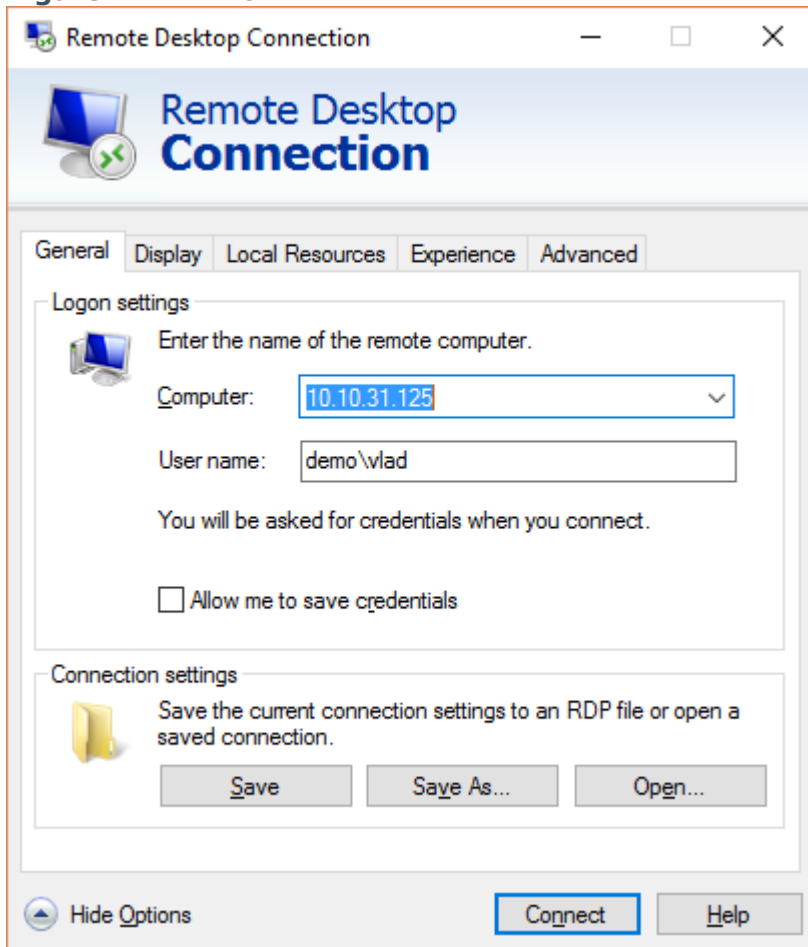 Remote Desktop Connection
Remote Desktop
Connection
General Display Local Resources Experience Advanced
Logon settings
Enter the name of the remote computer.
Computer: 10.10.31.125
User name: demo\vlad
You will be asked for credentials when you connect.
Allow me to save credentials
Connection settings
Save the current connection settings to an RDP file or open a
saved connection.
Save Save As... Open...
Hide Options Connect Help